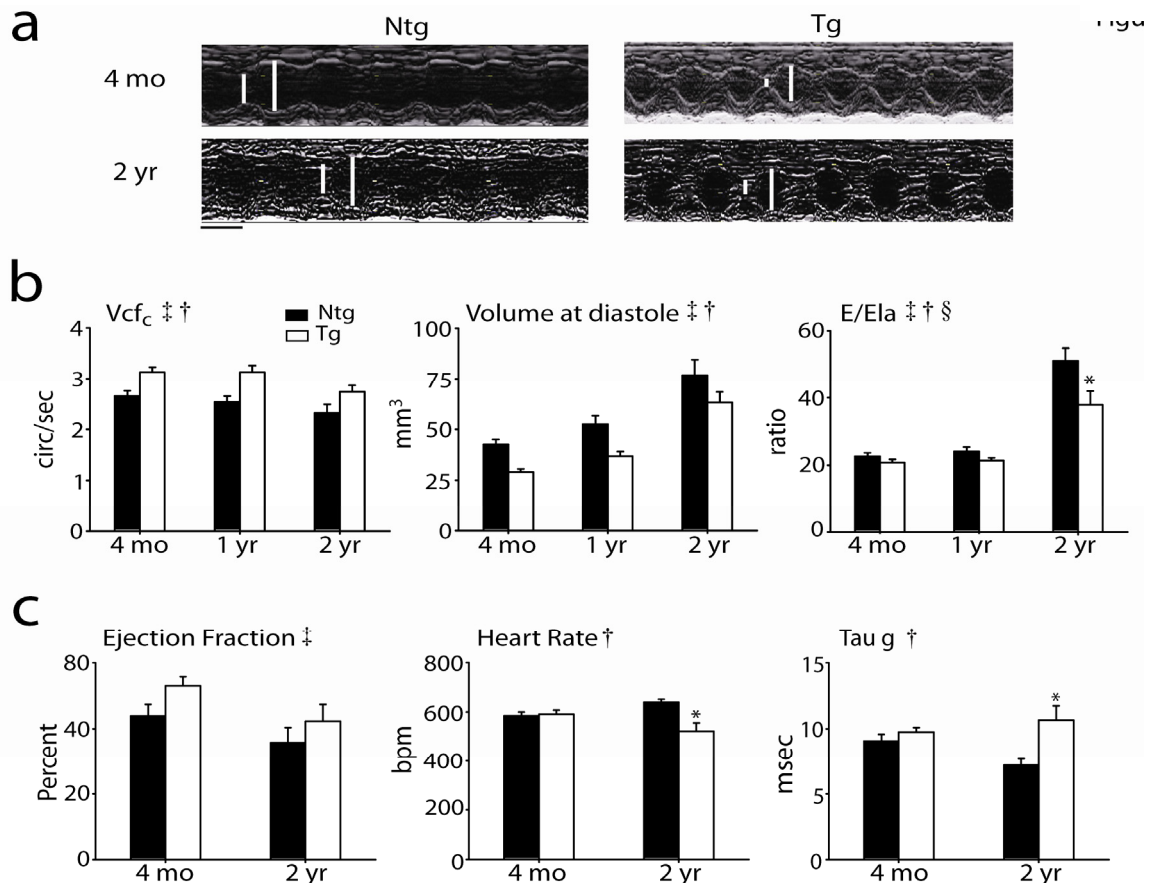 a
Ntg
Tg
4 mo
2 yr
b
Vcfc ‡ †
Ntg
Tg
circ/sec
4
3
2
1
0
4 mo 1 yr 2 yr
Volume at diastole ‡ †
mm³
100
75
50
25
0
4 mo 1 yr 2 yr
E/Ela ‡ † §
ratio
60
40
20
0
*
4 mo 1 yr 2 yr
c
Ejection Fraction ‡
Percent
80
40
20
0
4 mo 2 yr
Heart Rate †
bpm
800
600
400
200
0
*
4 mo 2 yr
Tau g †
msec
15
10
5
0
*
4 mo 2 yr